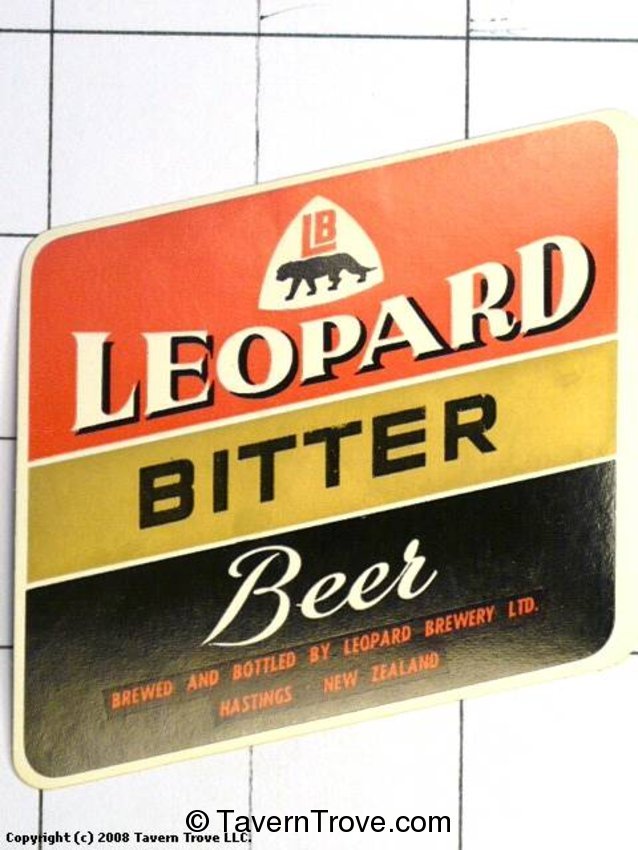 LB
LEOPARD
BITTER
Beer
BREWED AND BOTTLED BY LEOPARD BREWERY LTD.
HASTINGS · NEW ZEALAND
© TavernTrove.com
Copyright (c) 2008 Tavern Trove LLC.